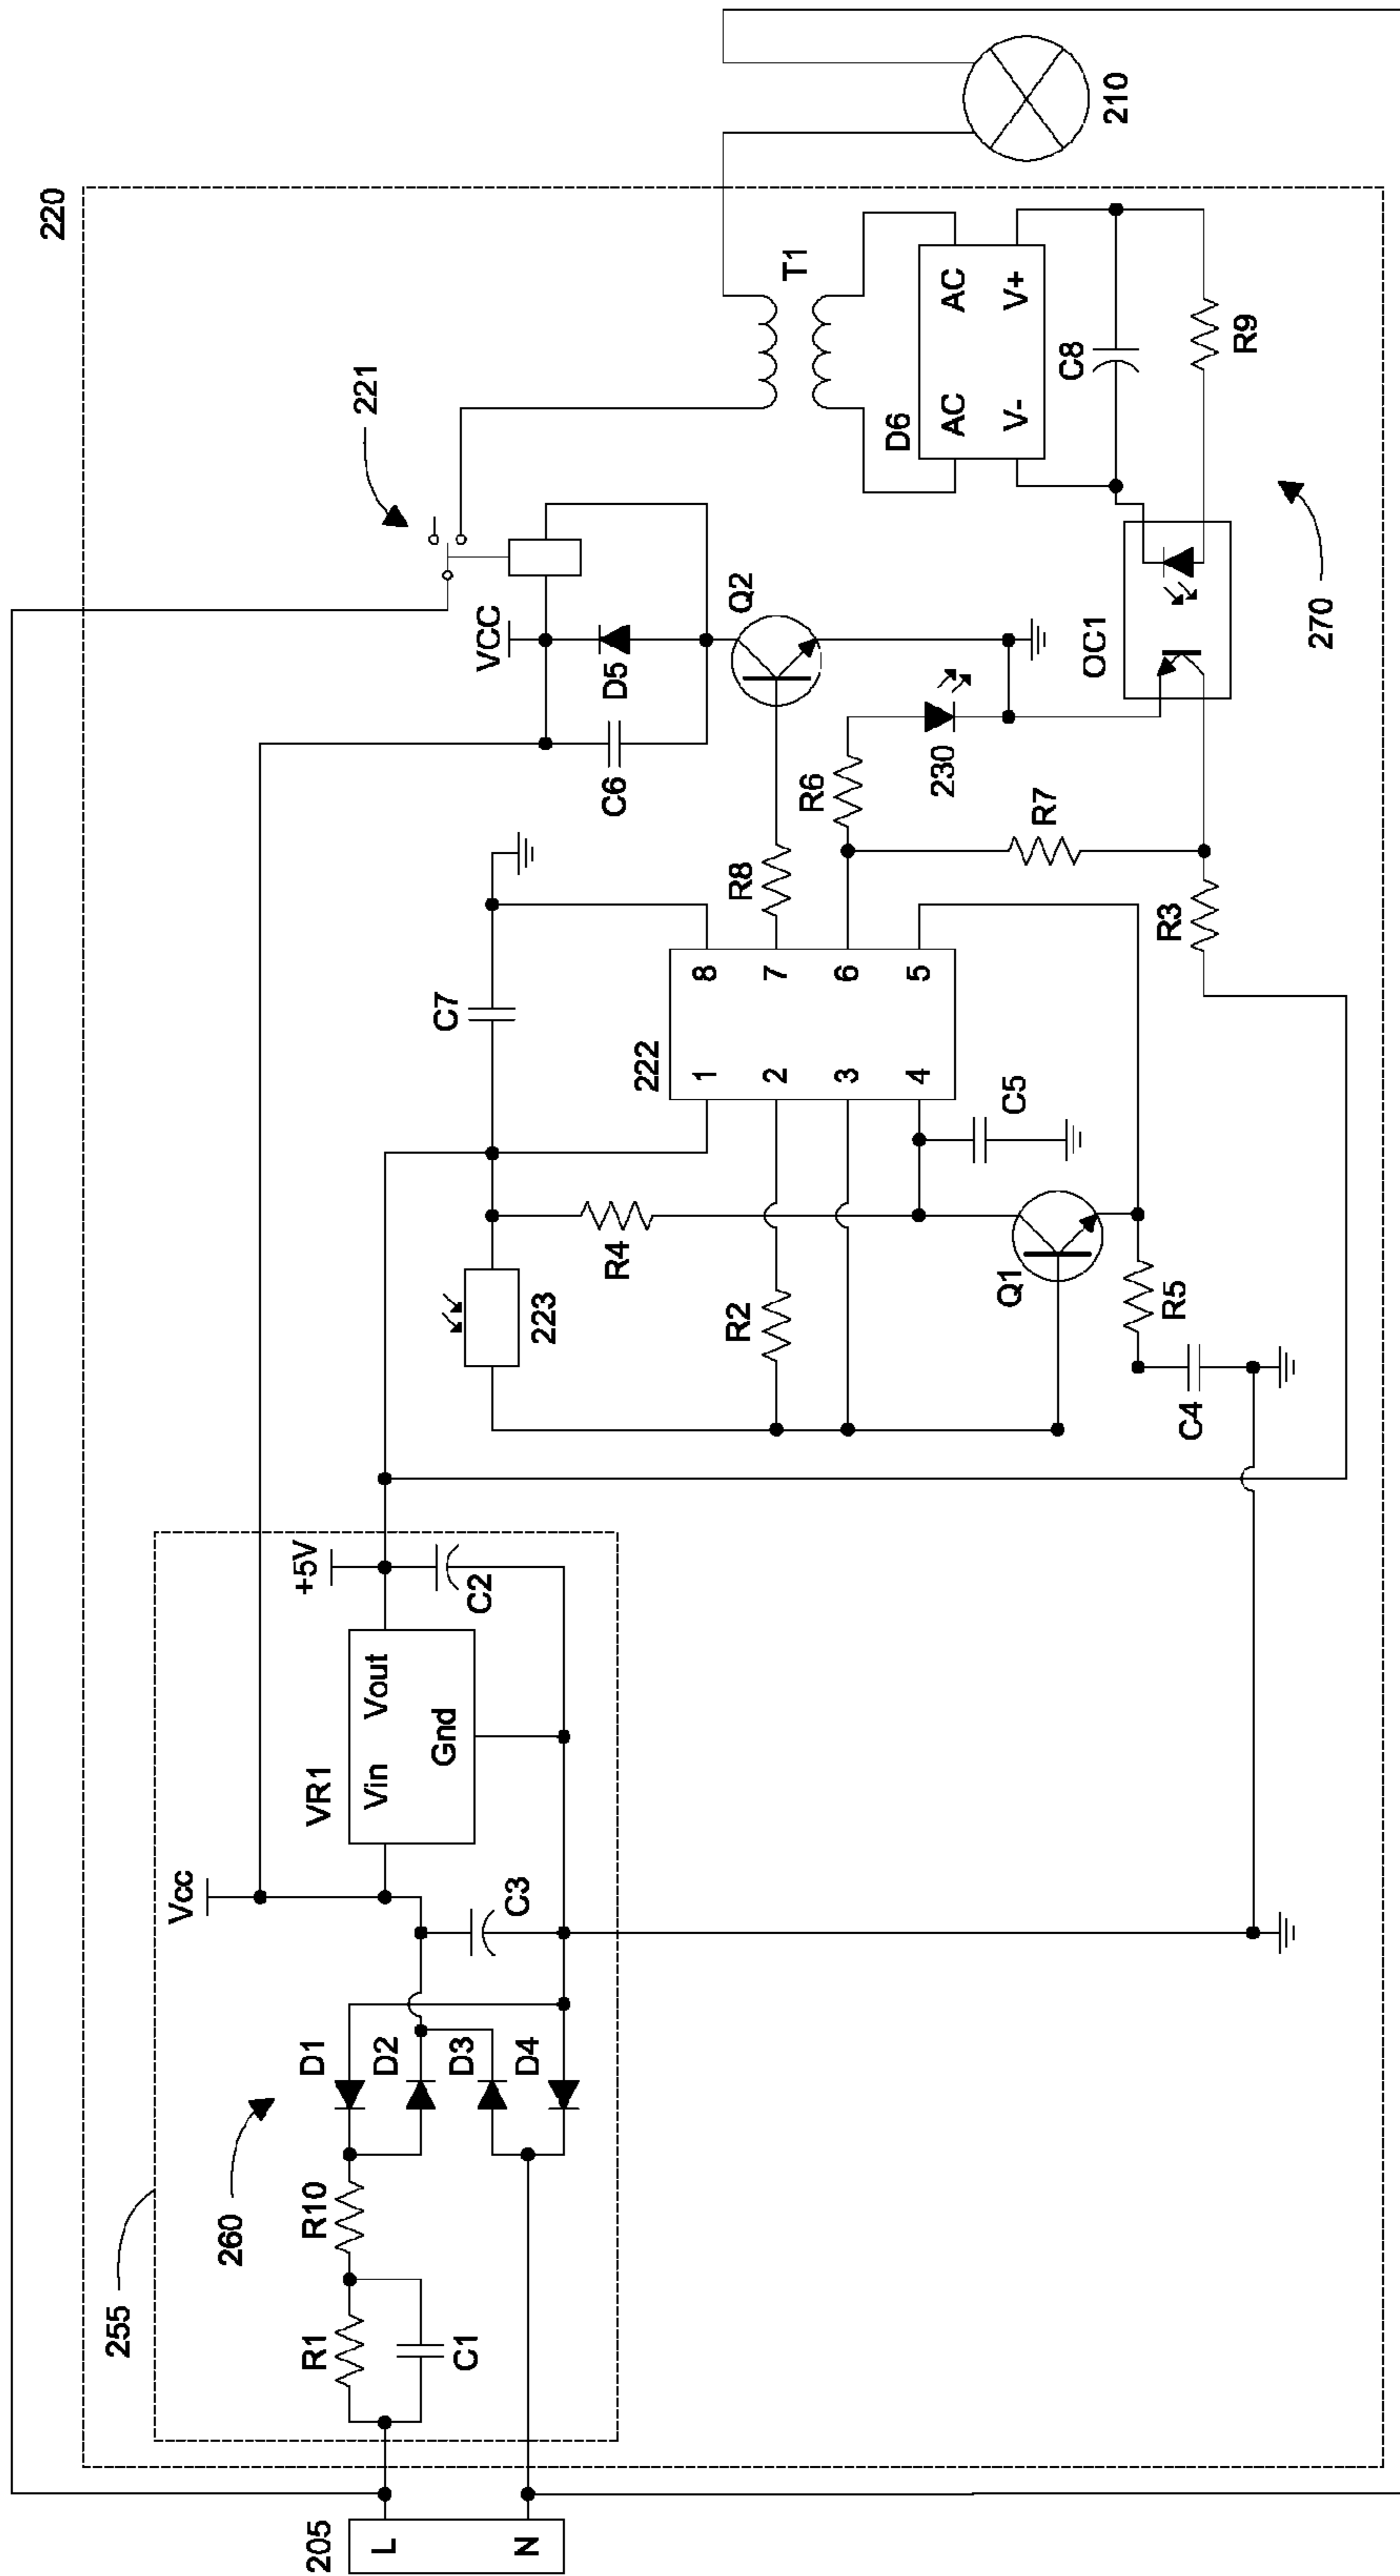 220
255
260
205
L
N
R1
C1
R10
D1
D2
D3
D4
Vcc
C3
VR1
Vin
Vout
Gnd
+5V
C2
223
R4
R2
Q1
R5
C4
C5
C7
222
1
2
3
4
8
7
6
5
R8
R6
R7
R3
230
C6
D5
VCC
Q2
221
OC1
270
T1
D6
AC
AC
V-
V+
C8
R9
210